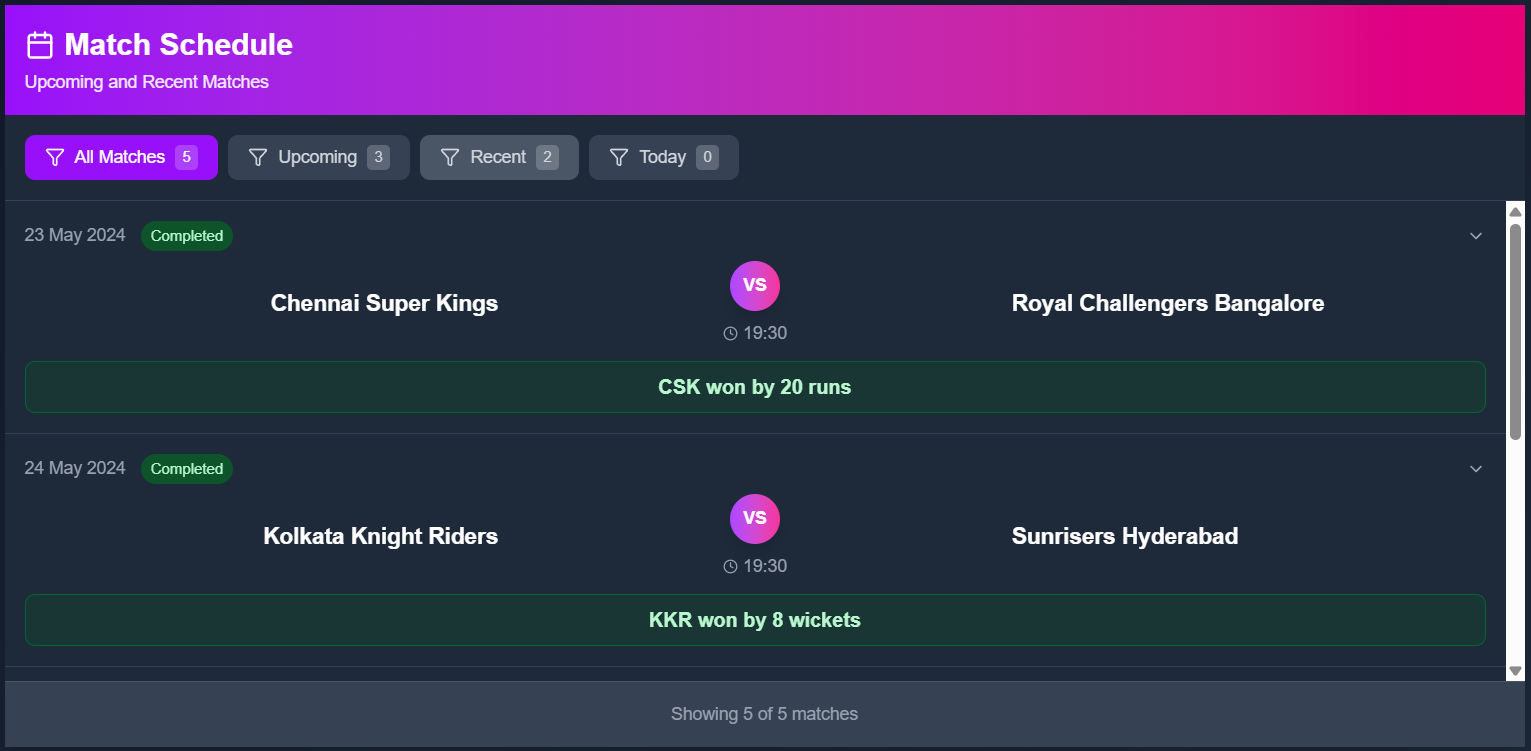 Match Schedule
Upcoming and Recent Matches
All Matches 5 Upcoming 3 Recent 2 Today 0
23 May 2024 Completed
Chennai Super Kings VS Royal Challengers Bangalore
19:30
CSK won by 20 runs
24 May 2024 Completed
Kolkata Knight Riders VS Sunrisers Hyderabad
19:30
KKR won by 8 wickets
Showing 5 of 5 matches